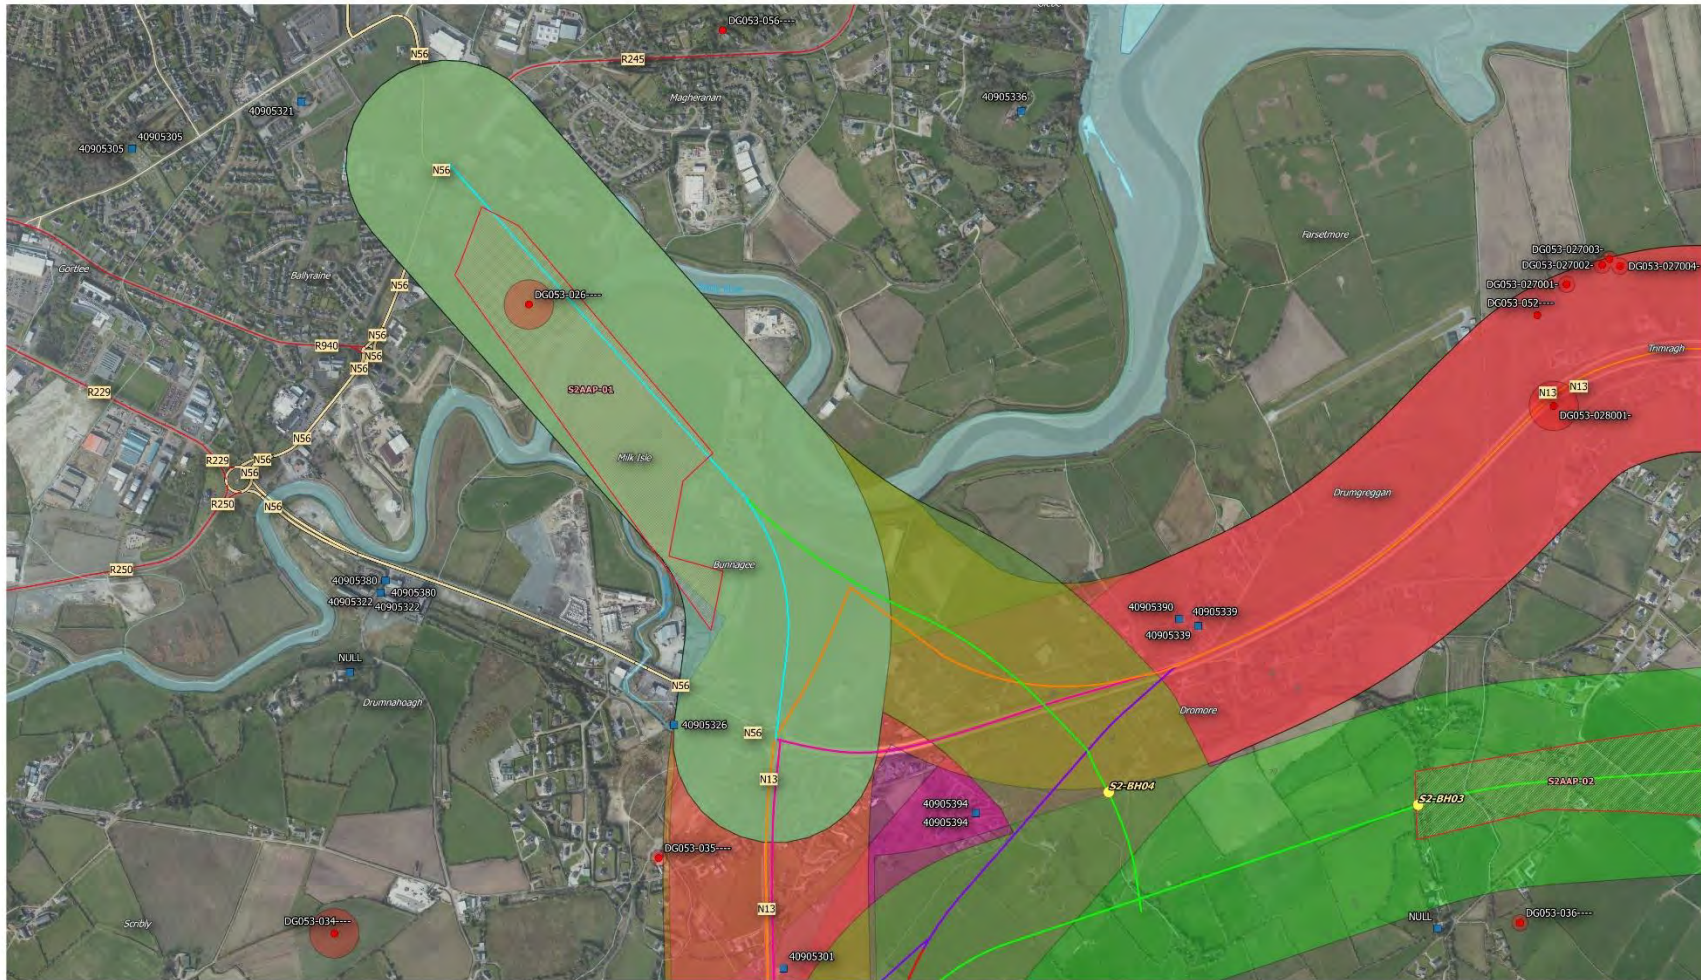 Glebe
DG053-056----
N56
R245
Magheranan
40905321
40905336
40905305
40905305
N56
Farsetmore
DG053-027003-
DG053-027002-
DG053-027004-
Gortlee
Ballyraine
N56
DG053-027001-
DG053-026----
DG053-052----
N56
R940
N56
N56
Trimragh
N13
N13
R229
S2AAP-01
DG053-028001-
N56
Milk Isle
R229
N56
N56
Drumgreggan
R250
N56
R250
Bunnagee
40905380
40905380
40905322
40905322
40905390
40905339
40905339
NULL
N56
Drumnahoagh
Dromore
40905326
N56
N13
S2-BH04
S2AAP-02
S2-BH03
40905394
40905394
DG053-035----
N13
Scribly
DG053-034----
DG053-036----
NULL
40905301